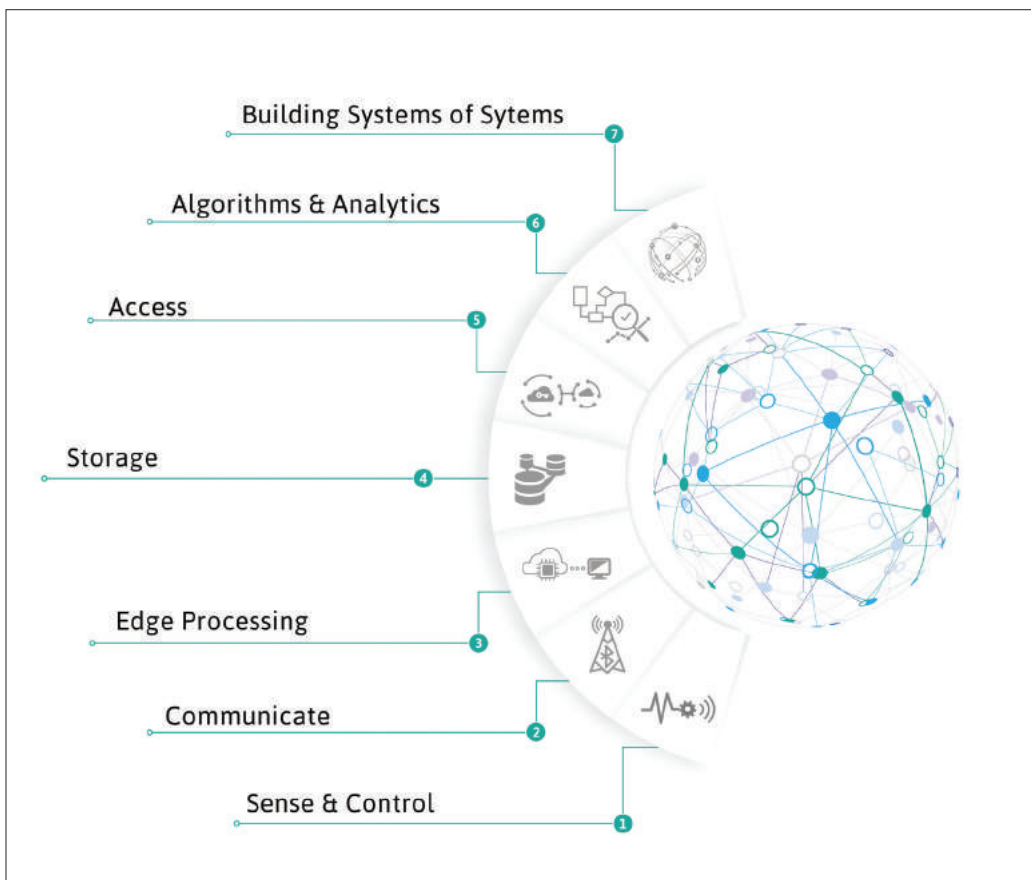 Building Systems of Sytems
7
Algorithms & Analytics
6
Access
5
Storage
4
Edge Processing
3
Communicate
2
Sense & Control
1